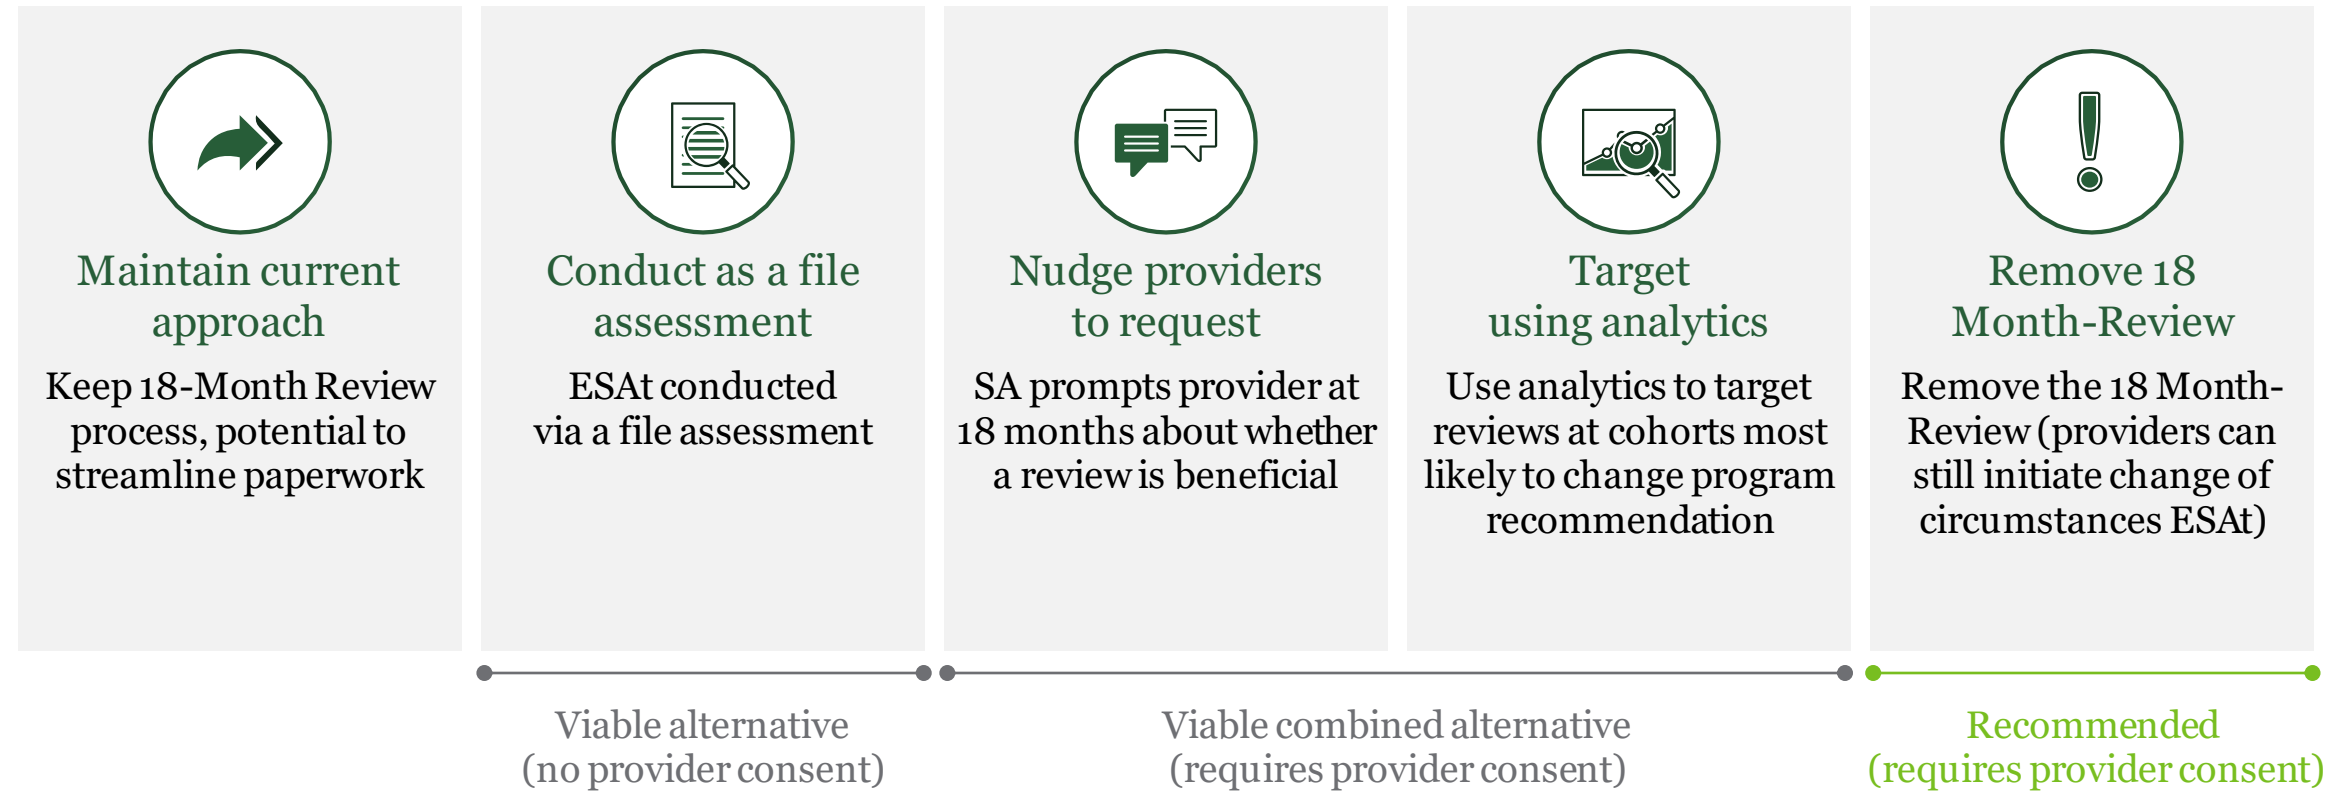 Maintain current
approach
Keep 18-Month Review
process, potential to
streamline paperwork
Conduct as a file
assessment
ESAt conducted
via a file assessment
Nudge providers
to request
SA prompts provider at
18 months about whether
a review is beneficial
Target
using analytics
Use analytics to target
reviews at cohorts most
likely to change program
recommendation
Remove 18
Month-Review
Remove the 18 Month-
Review (providers can
still initiate change of
circumstances ESAt)
Viable alternative
(no provider consent)
Viable combined alternative
(requires provider consent)
Recommended
(requires provider consent)